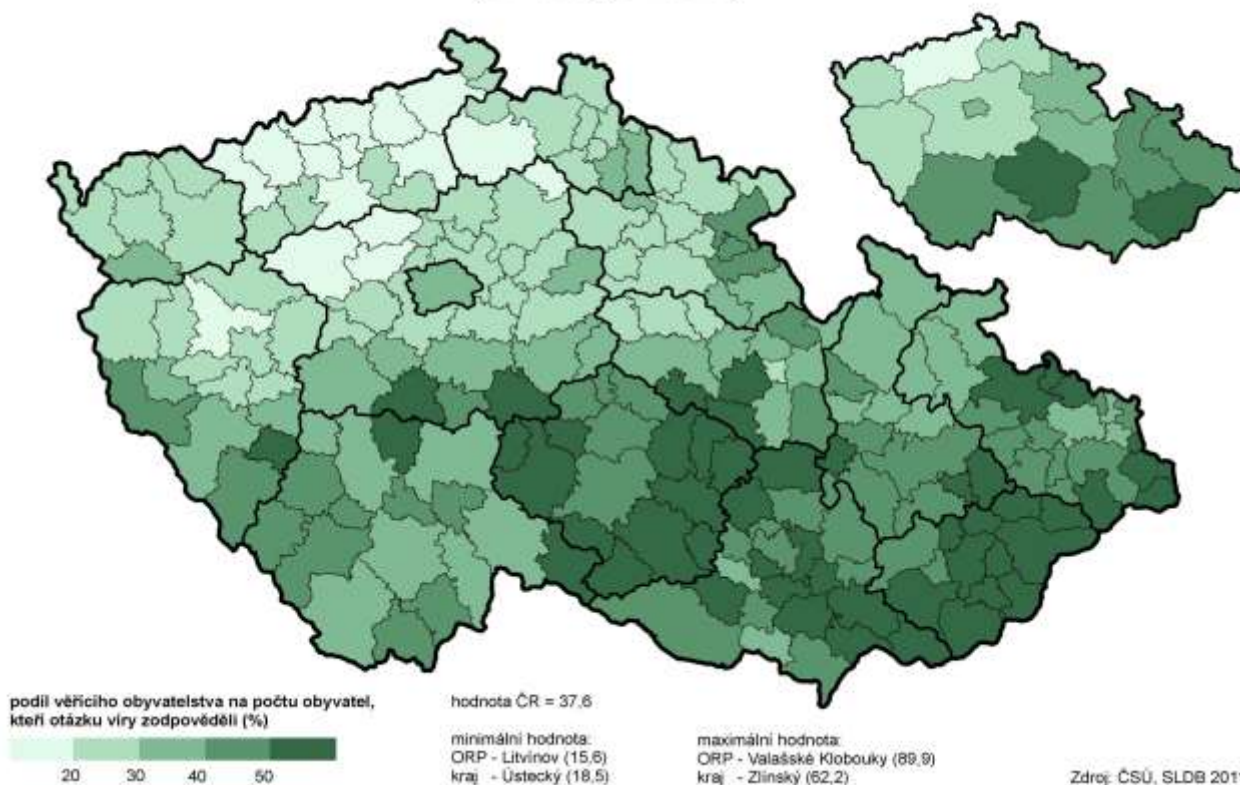 podíl věřícího obyvatelstva na počtu obyvatel,
kteří otázku víry zodpověděli (%)
20 30 40 50
hodnota ČR = 37,6
minimální hodnota:
ORP - Litvínov (15,6)
kraj - Ústecký (18,5)
maximální hodnota:
ORP - Valašské Klobouky (89,9)
kraj - Zlínský (62,2)
Zdroj: ČSÚ, SLDB